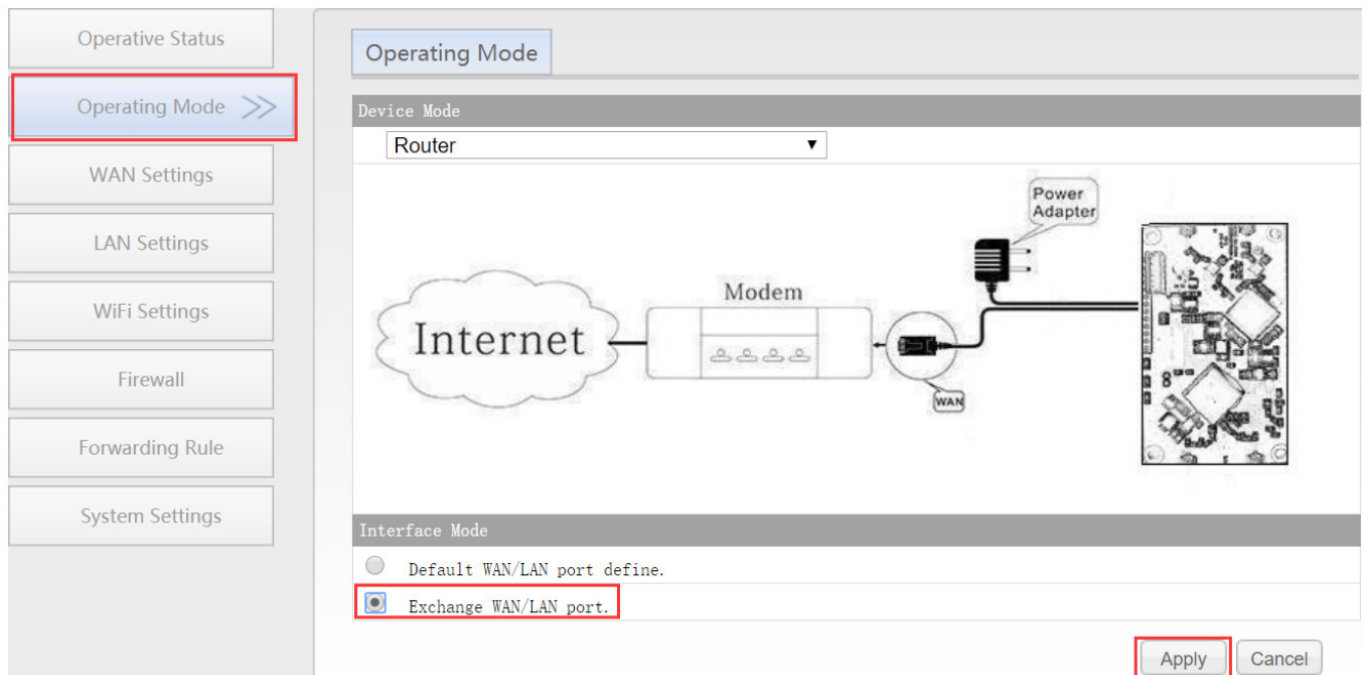 Operative Status
Operating Mode
WAN Settings
LAN Settings
WiFi Settings
Firewall
Forwarding Rule
System Settings
Operating Mode
Device Mode
Router
Power
Adapter
Modem
Internet
WAN
Interface Mode
Default WAN/LAN port define.
Exchange WAN/LAN port.
Apply
Cancel